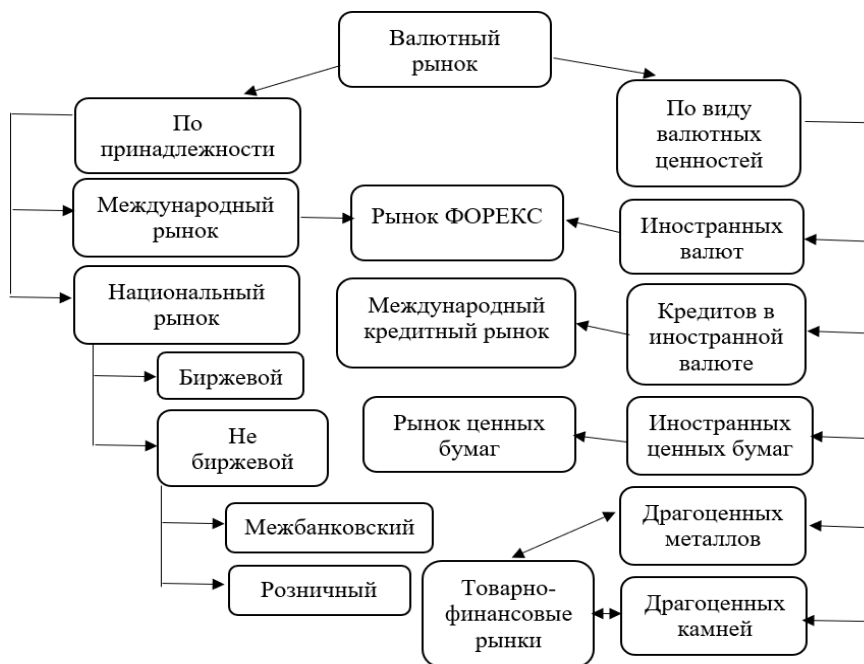 Валютный
рынок
По
принадлежности
По виду
валютных
ценностей
Международный
рынок
Рынок ФОРЕКС
Иностранных
валют
Национальный
рынок
Международный
кредитный рынок
Кредитов в
иностранной
валюте
Биржевой
Не
биржевой
Рынок ценных
бумаг
Иностранных
ценных бумаг
Межбанковский
Драгоценных
металлов
Розничный
Товарно-
финансовые
рынки
Драгоценных
камней